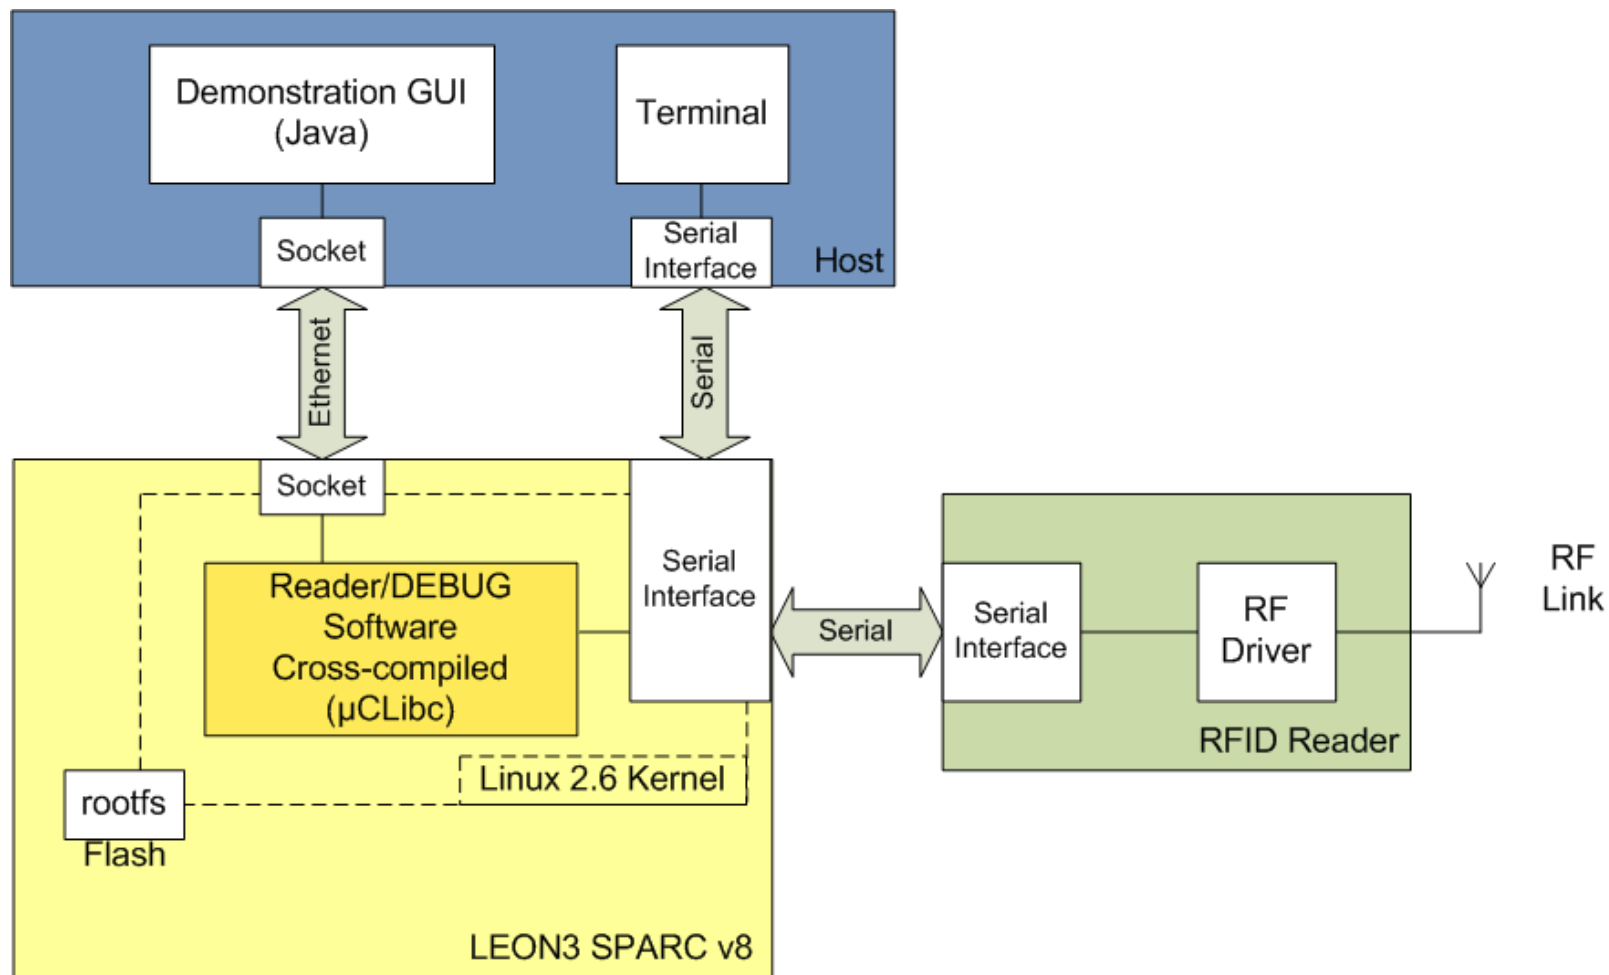 Demonstration GUI
(Java)
Terminal
Socket
Serial
Interface
Host
Ethernet
Serial
Socket
Serial
Interface
Reader/DEBUG
Software
Cross-compiled
(µCLibc)
Serial
Serial
Interface
RF
Driver
RF
Link
RFID Reader
Linux 2.6 Kernel
rootfs
Flash
LEON3 SPARC v8